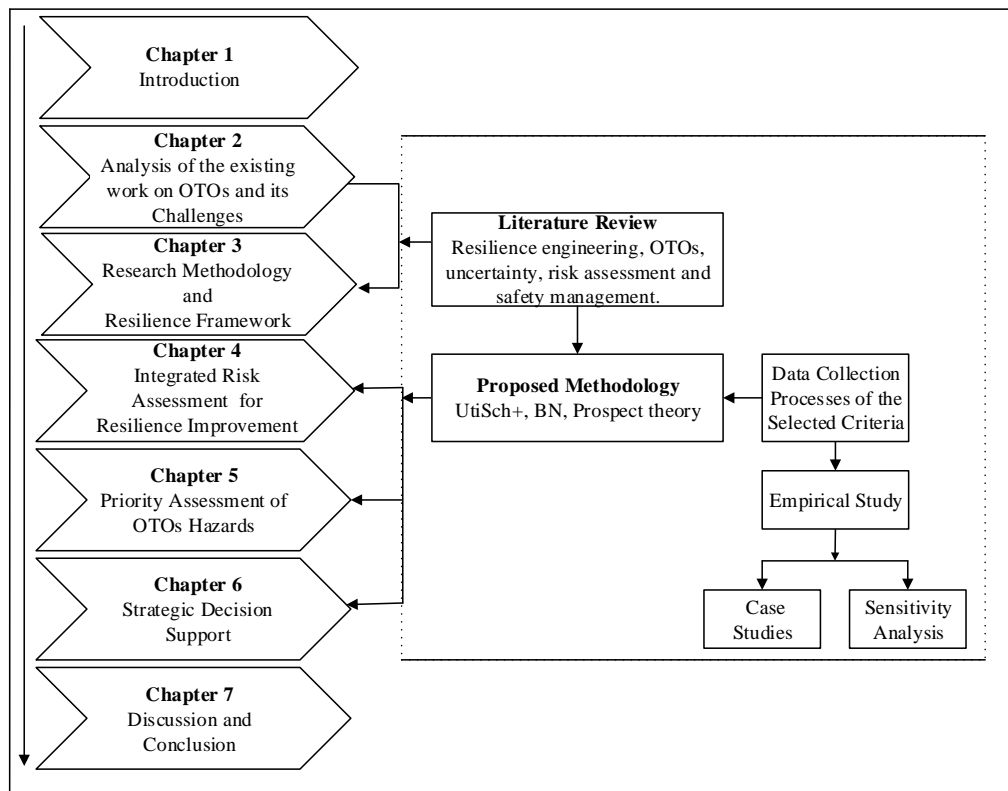 Chapter 1
Introduction
Chapter 2
Analysis of the existing
work on OTOs and its
Challenges
Chapter 3
Research Methodology
and
Resilience Framework
Chapter 4
Integrated Risk
Assessment for
Resilience Improvement
Chapter 5
Priority Assessment of
OTOs Hazards
Chapter 6
Strategic Decision
Support
Chapter 7
Discussion and
Conclusion
Literature Review
Resilience engineering, OTOs,
uncertainty, risk assessment and
safety management.
Proposed Methodology
UtiSch+, BN, Prospect theory
Data Collection
Processes of the
Selected Criteria
Empirical Study
Case
Studies
Sensitivity
Analysis